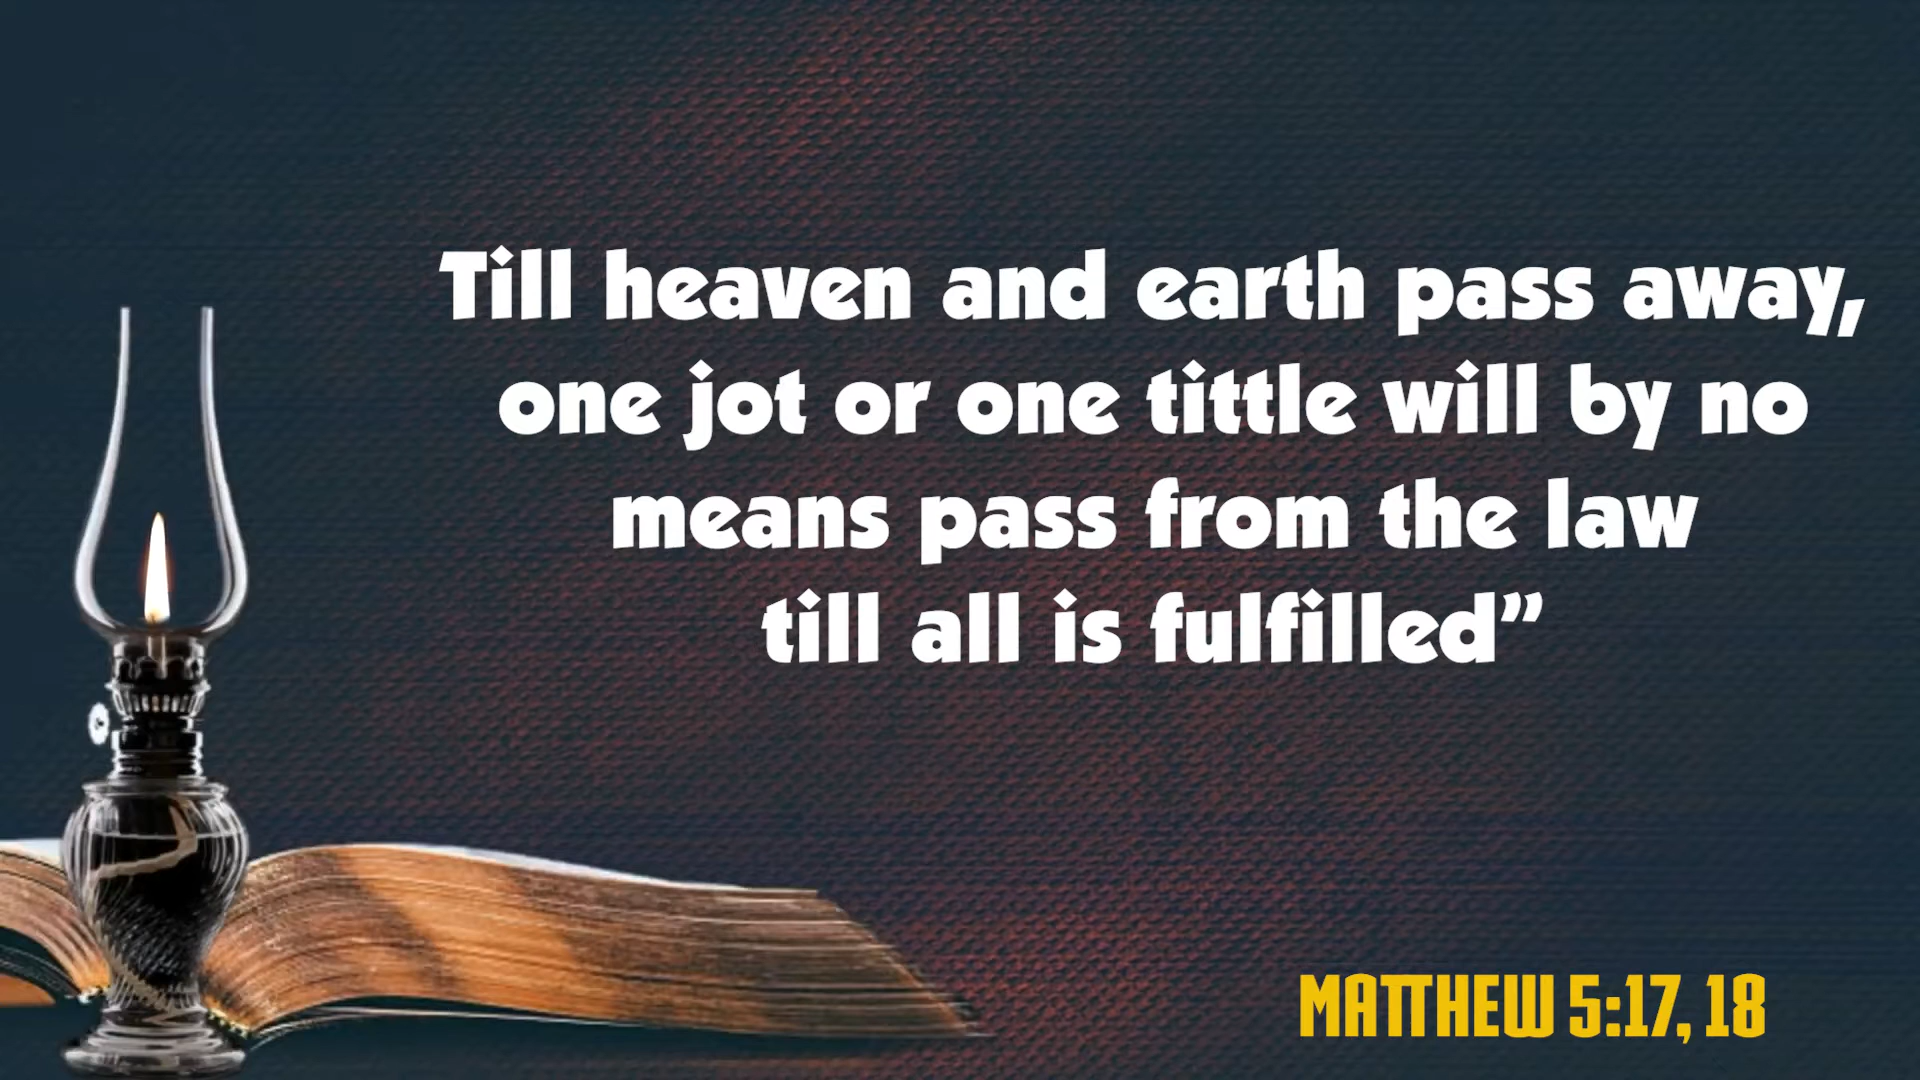 Till heaven and earth pass away,
one jot or one tittle will by no
means pass from the law
till all is fulfilled”
MATTHEW 5:17, 18